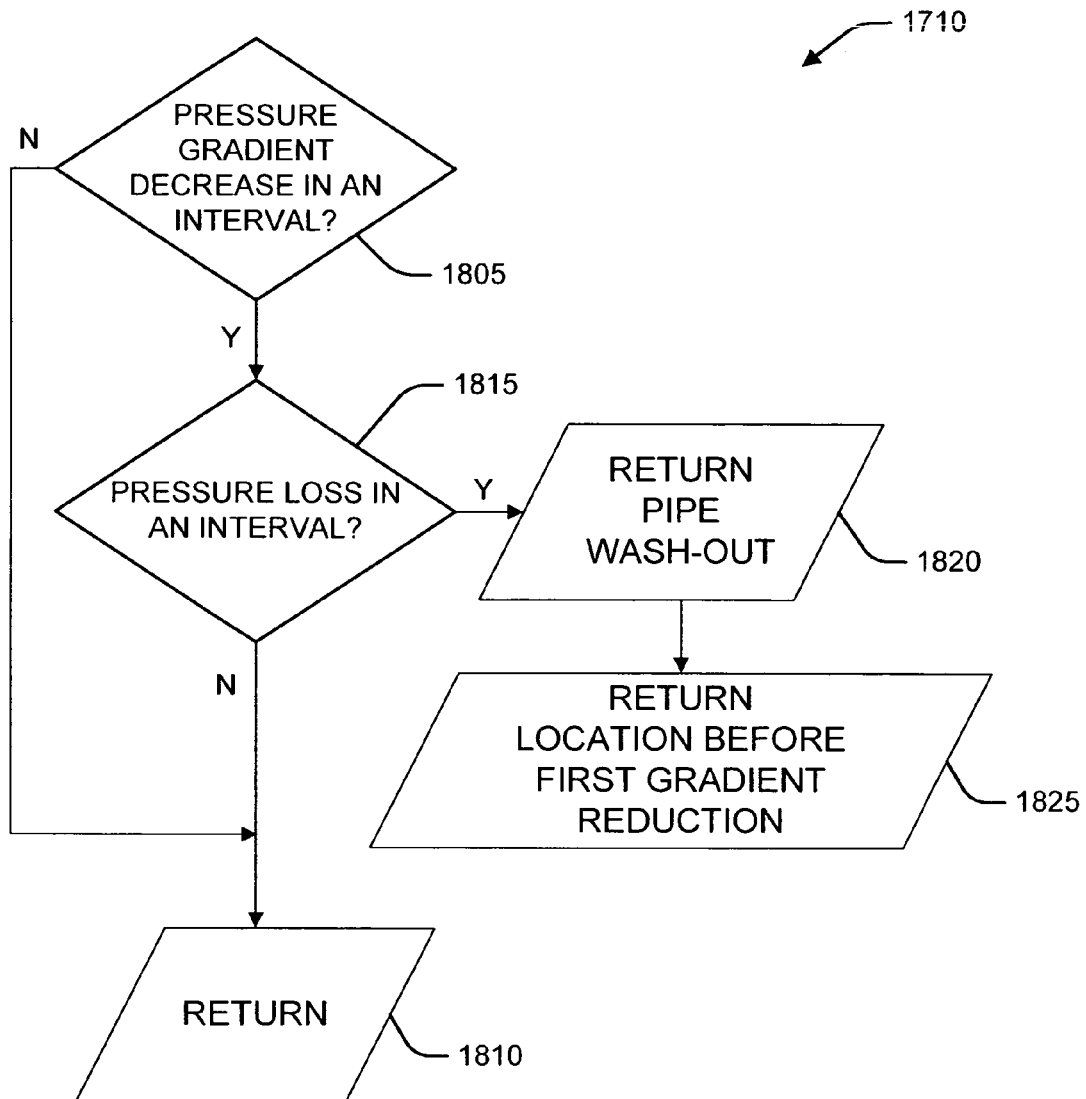 1710
PRESSURE
GRADIENT
DECREASE IN AN
INTERVAL?
N
1805
Y
1815
PRESSURE LOSS IN
AN INTERVAL?
Y
RETURN
PIPE
WASH-OUT
1820
N
RETURN
LOCATION BEFORE
FIRST GRADIENT
REDUCTION
1825
RETURN
1810